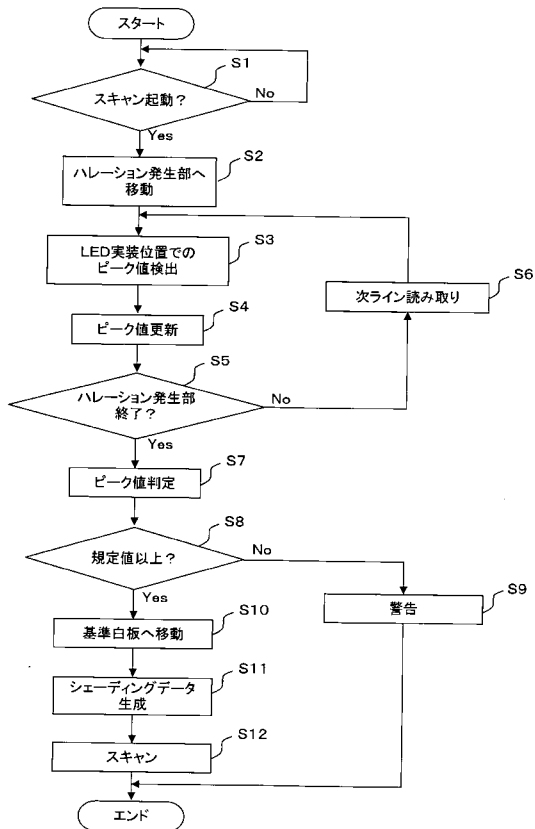 スタート
S1
スキャン起動？
No
Yes
S2
ハレーション発生部へ
移動
S3
LED実装位置での
ピーク値検出
S6
次ライン読み取り
S4
ピーク値更新
S5
ハレーション発生部
終了？
No
Yes
S7
ピーク値判定
S8
規定値以上？
No
Yes
S9
警告
S10
基準白板へ移動
S11
シェーディングデータ
生成
S12
スキャン
エンド